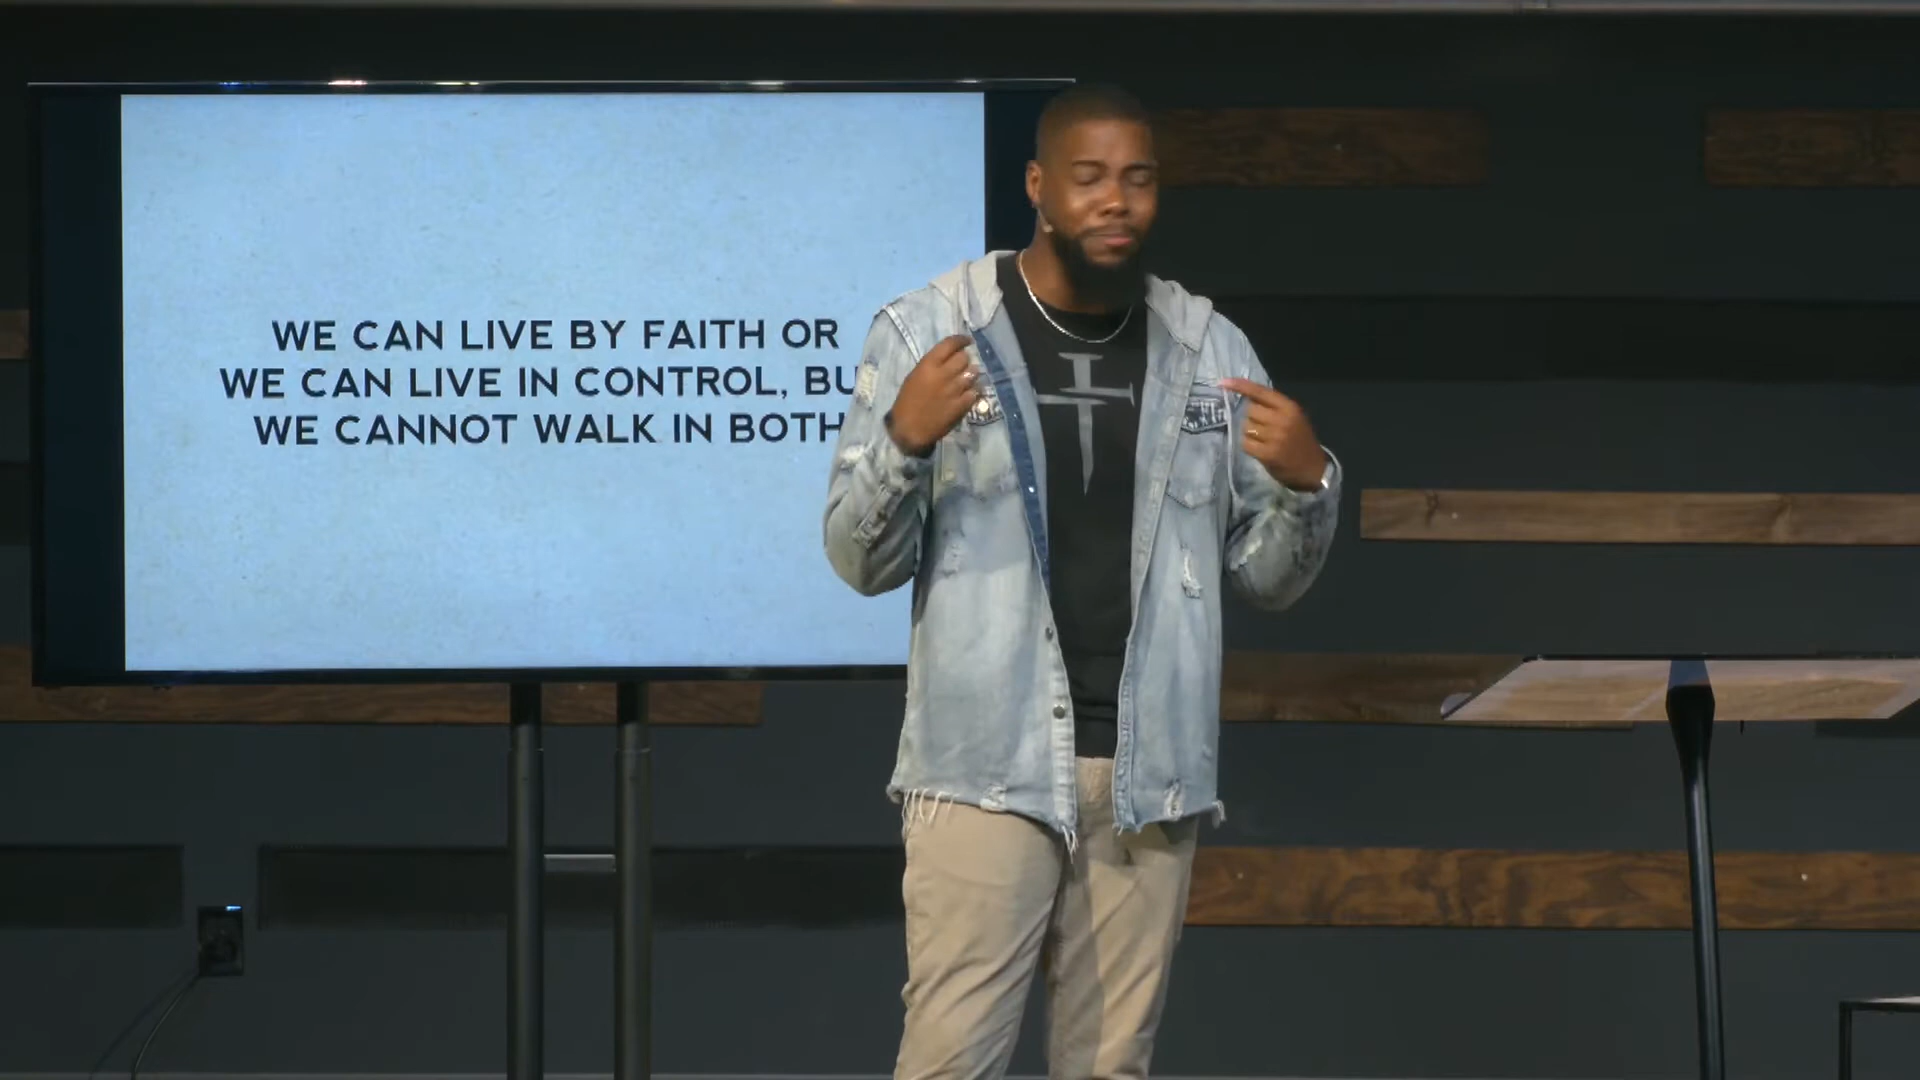 WE CAN LIVE BY FAITH OR
WE CAN LIVE IN CONTROL, BU
WE CANNOT WALK IN BOTH